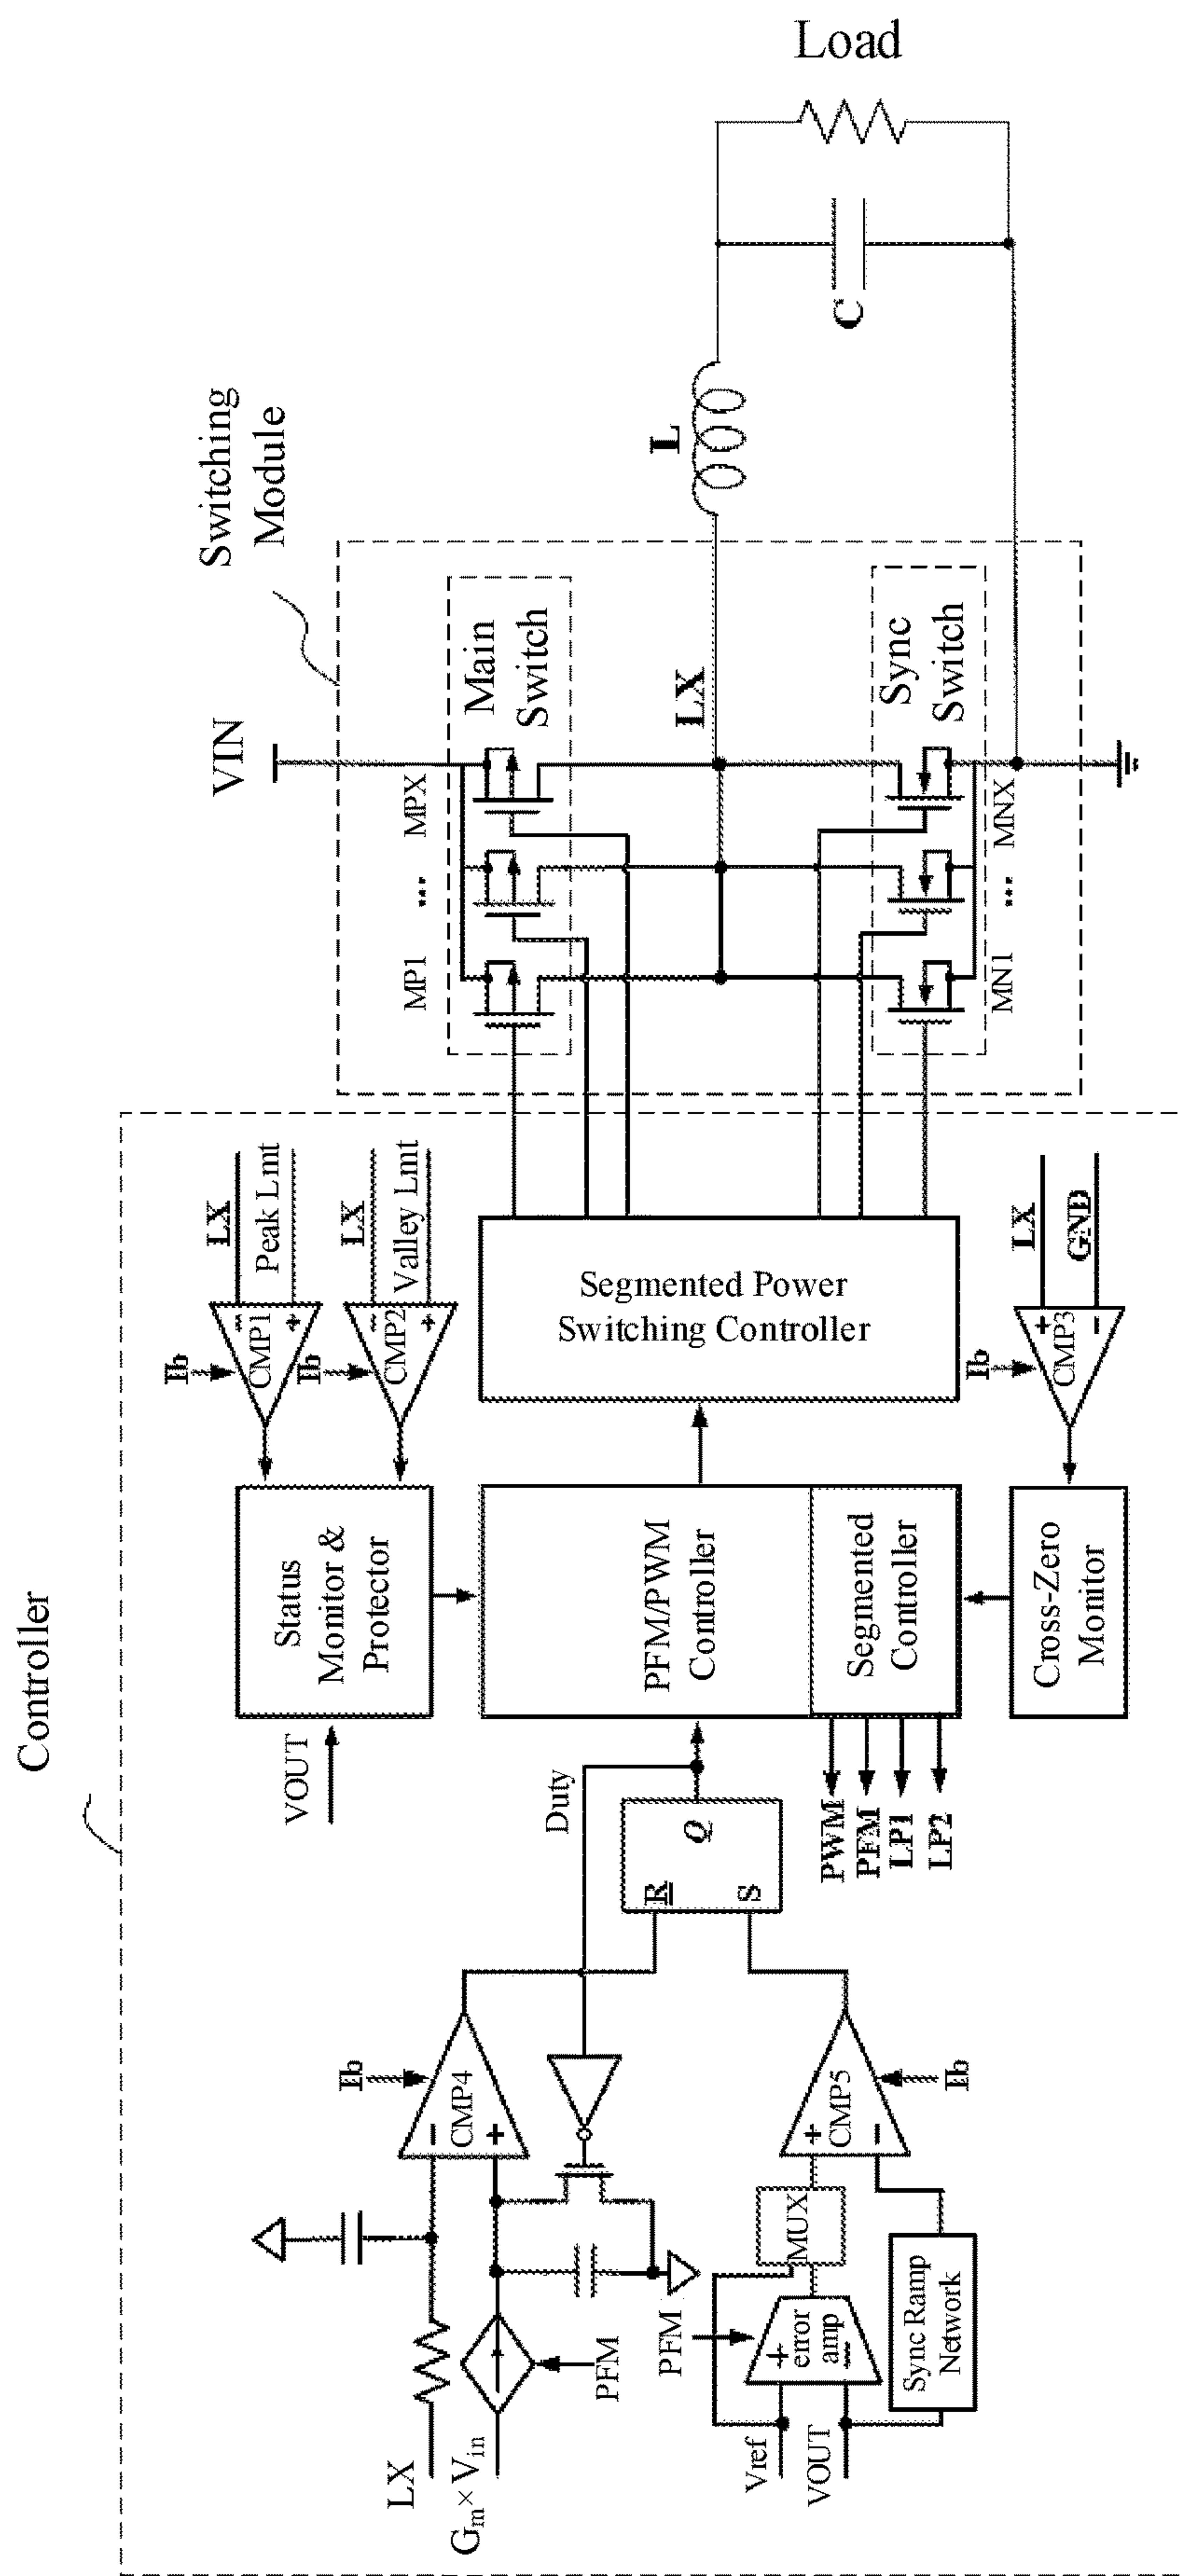 Controller
Switching
Module
Load
VIN
LX
Peak Lmt
LX
Valley Lmt
Ib
CMP1
-
+
Ib
CMP2
-
+
MP1
...
MPX
Main
Switch
LX
L
C
Sync
Switch
MN1
...
MNX
VOUT
Status
Monitor &
Protector
PFM/PWM
Controller
Segmented
Controller
Segmented Power
Switching Controller
LX
GND
Ib
CMP3
+
-
Cross-Zero
Monitor
PWM
PFM
LP1
LP2
Duty
R
S
Q
Ib
CMP4
-
+
LX
Gm× Vin
PFM
PFM
Ib
CMP5
+
-
MUX
+
-
error
amp
Vref
VOUT
Sync Ramp
Network